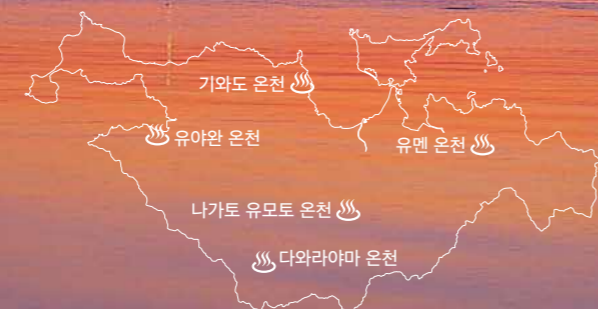 기와도 온천
유야완 온천
유멘 온천
나가토 유모토 온천
다와라야마 온천